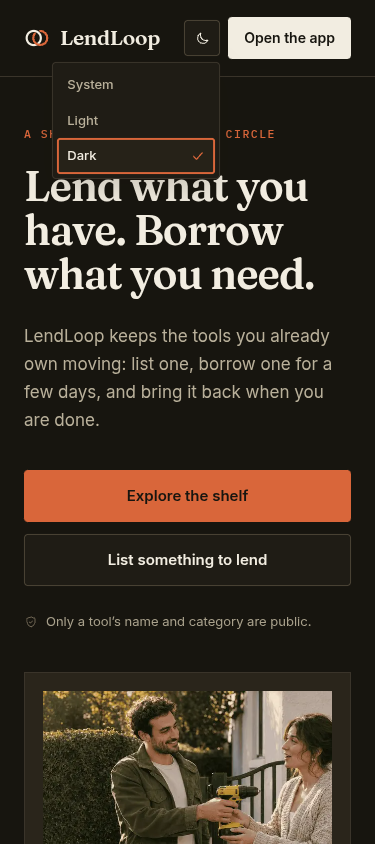 LendLoop
Open the app
System
Light
Dark
A CIRCLE
Lend what you
have. Borrow
what you need.
LendLoop keeps the tools you already
own moving: list one, borrow one for a
few days, and bring it back when you
are done.
Explore the shelf
List something to lend
Only a tool’s name and category are public.